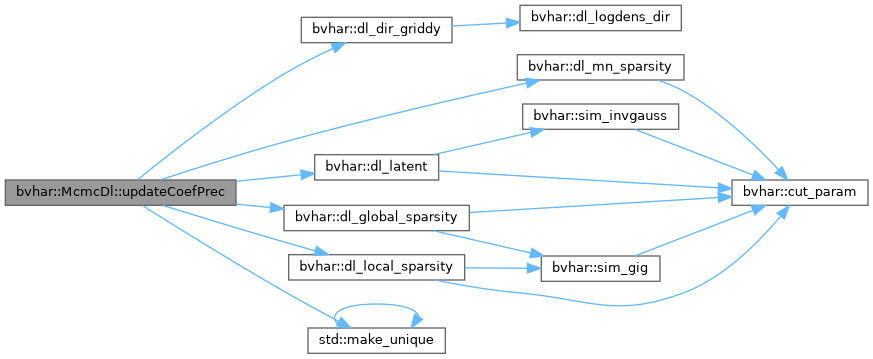 bvhar::dl_logdens_dir
bvhar::dl_dir_griddy
bvhar::dl_mn_sparsity
bvhar::sim_invgauss
bvhar::dl_latent
bvhar::McmcDl::updateCoefPrec
bvhar::cut_param
bvhar::dl_global_sparsity
bvhar::dl_local_sparsity
bvhar::sim_gig
std::make_unique